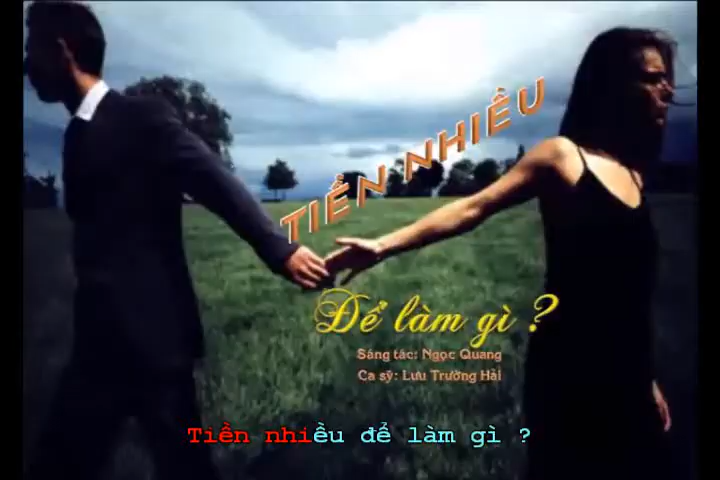 TIỀN NHIỀU
Để làm gì ?
Sáng tác: Ngọc Quang
Ca sỹ: Lưu Trường Hải
Tiền nhiều để làm gì ?